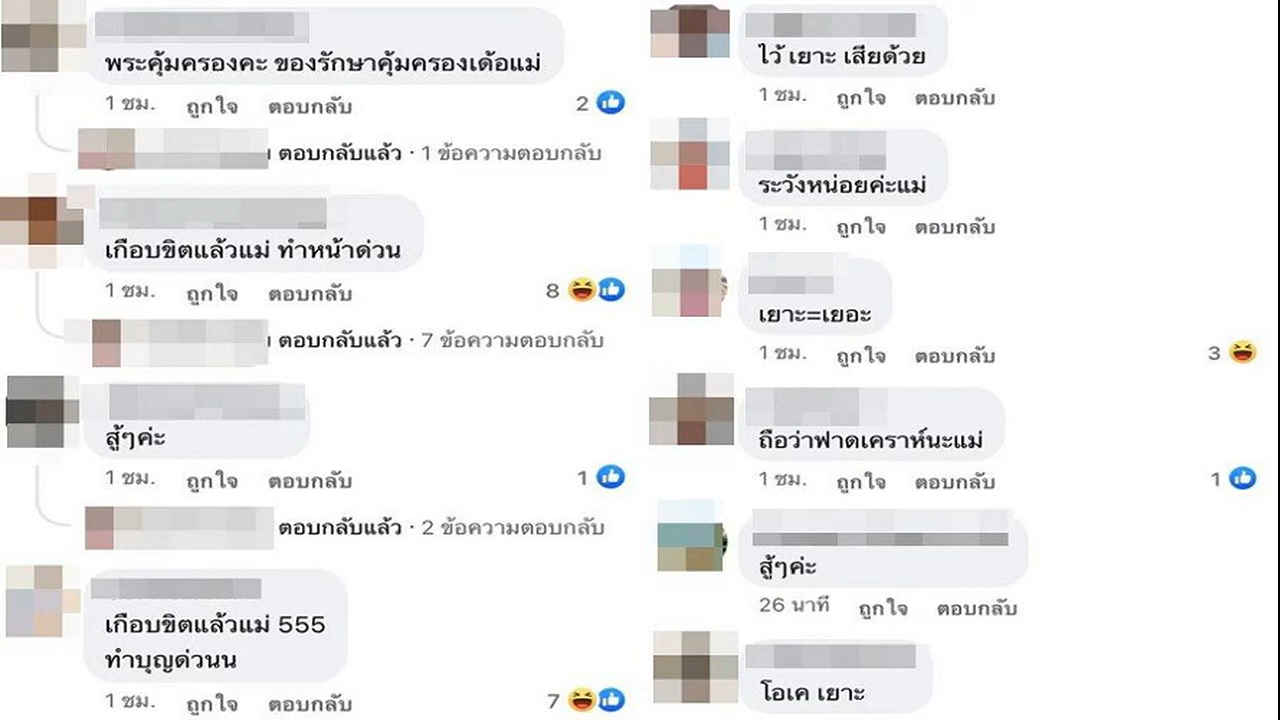 พระคุ้มครองคะ ของรักษาคุ้มครองเด้อแม่
1 ชม. ถูกใจ ตอบกลับ 2
ตอบกลับแล้ว · 1 ข้อความตอบกลับ
เกือบขิตแล้วแม่ ทำหน้าด่วน
1 ชม. ถูกใจ ตอบกลับ 8
ตอบกลับแล้ว · 7 ข้อความตอบกลับ
สู้ๆค่ะ
1 ชม. ถูกใจ ตอบกลับ 1
ตอบกลับแล้ว · 2 ข้อความตอบกลับ
เกือบขิตแล้วแม่ 555
ทำบุญด่วนน
1 ชม. ถูกใจ ตอบกลับ 7
ไว้ เยาะ เสียด้วย
1 ชม. ถูกใจ ตอบกลับ
ระวังหน่อยค่ะแม่
1 ชม. ถูกใจ ตอบกลับ
เยาะ=เยอะ
1 ชม. ถูกใจ ตอบกลับ 3
ถือว่าฟาดเคราห์นะแม่
1 ชม. ถูกใจ ตอบกลับ 1
สู้ๆค่ะ
26 นาที ถูกใจ ตอบกลับ
โอเค เยาะ